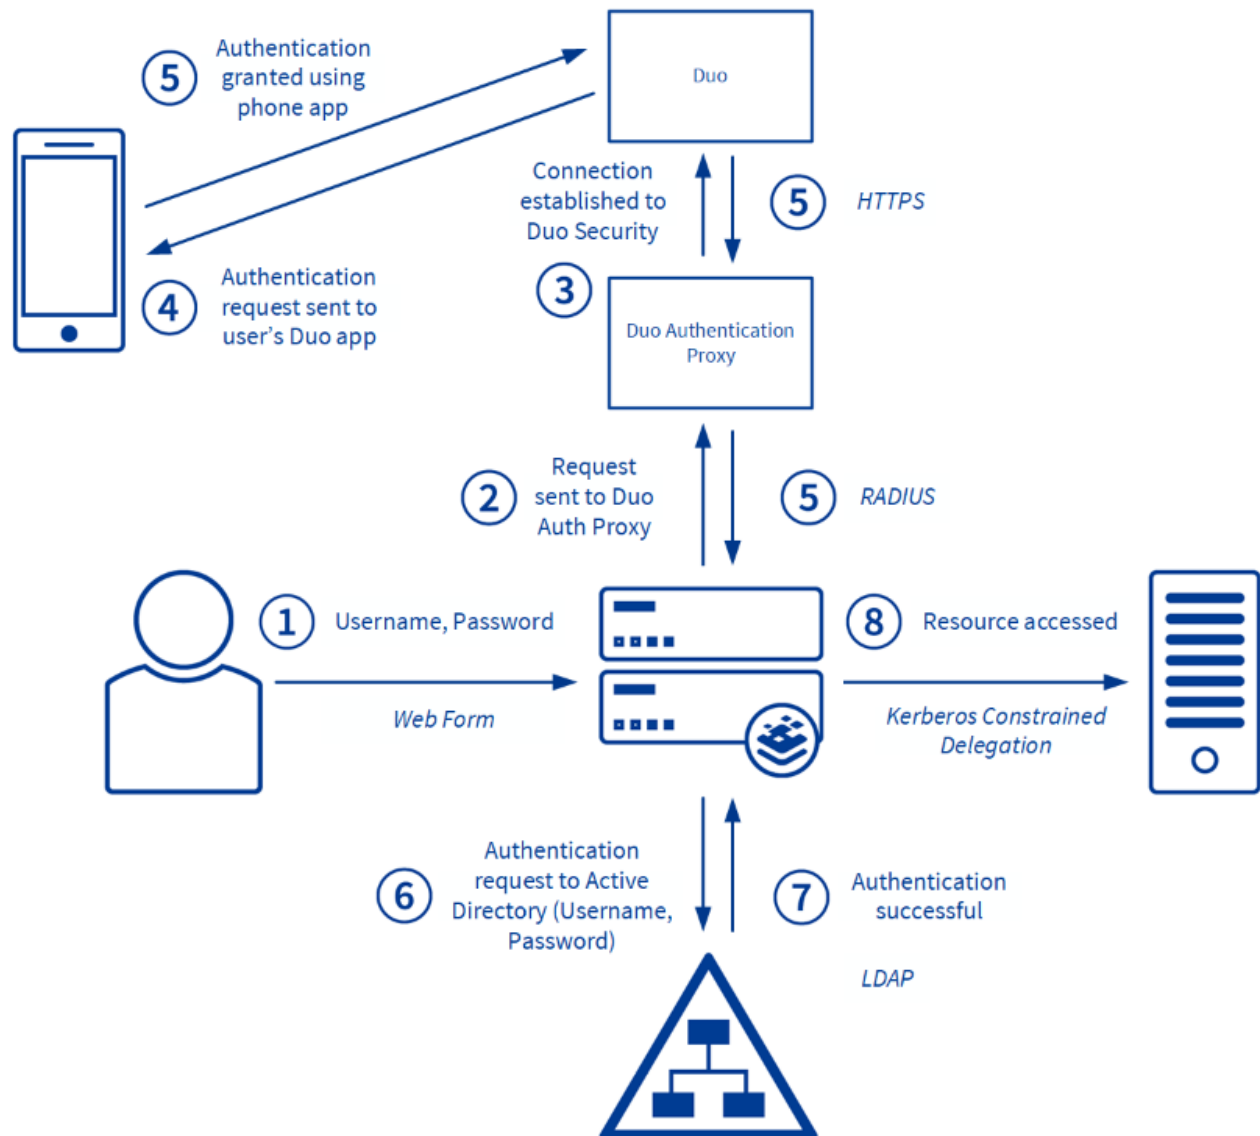 5
Authentication
granted using
phone app
Duo
Connection
established to
Duo Security
5
HTTPS
3
4
Authentication
request sent to
user's Duo app
Duo Authentication
Proxy
2
Request
sent to Duo
Auth Proxy
5
RADIUS
1
Username, Password
8
Resource accessed
Web Form
Kerberos Constrained
Delegation
6
Authentication
request to Active
Directory (Username,
Password)
7
Authentication
successful
LDAP